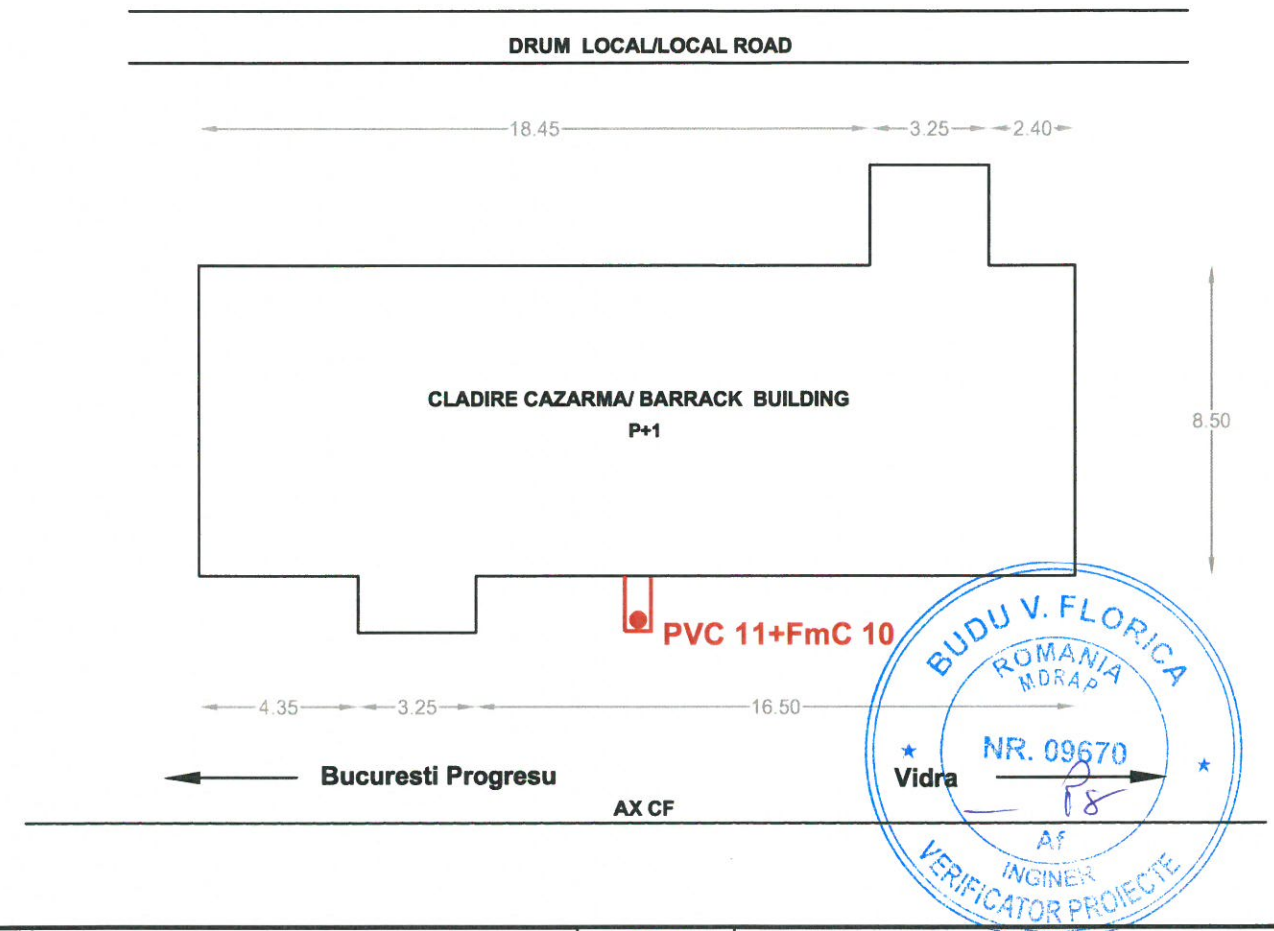 DRUM LOCAL/LOCAL ROAD
18.45 3.25 2.40
CLADIRE CAZARMA/ BARRACK BUILDING
P+1
8.50
PVC 11+FmC 10
4.35 3.25 16.50
Bucuresti Progresu
Vidra
AX CF
BUDU V. FLORICA
ROMANIA
MDRAP
NR. 09670
Af
INGINER
VERIFICATOR PROIECTE